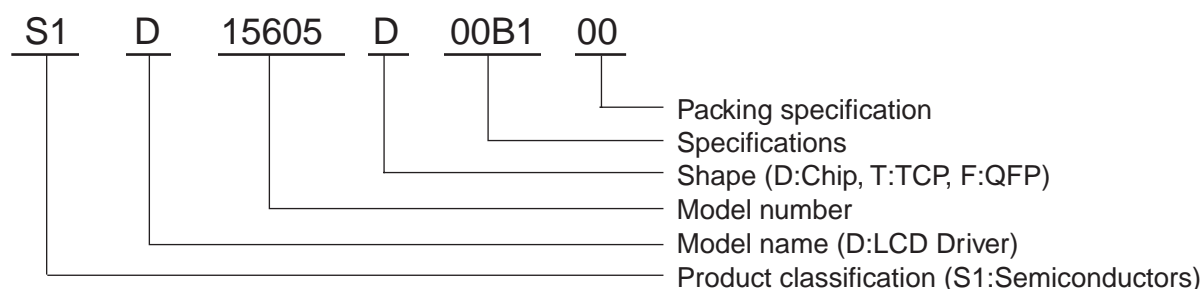 S1 D 15605 D 00B1 00
Packing specification
Specifications
Shape (D:Chip, T:TCP, F:QFP)
Model number
Model name (D:LCD Driver)
Product classification (S1:Semiconductors)